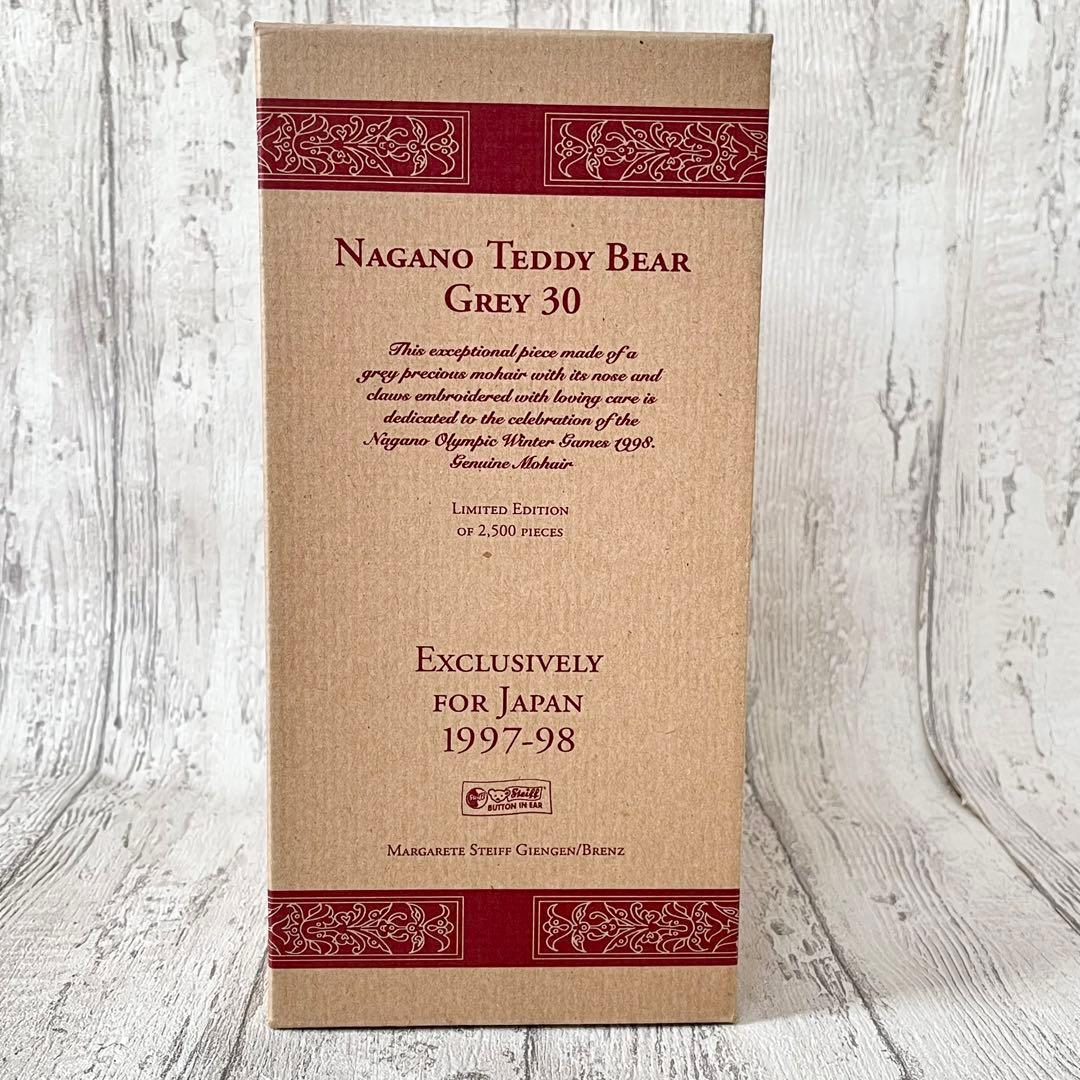 NAGANO TEDDY BEAR
GREY 30
This exceptional piece made of a
grey precious mohair with its nose and
claws embroidered with loving care is
dedicated to the celebration of the
Nagano Olympic Winter Games 1998.
Genuine Mohair
LIMITED EDITION
OF 2,500 PIECES
EXCLUSIVELY
FOR JAPAN
1997-98
Steiff
BUTTON IN EAR
MARGARETE STEIFF GIENGEN/BRENZ